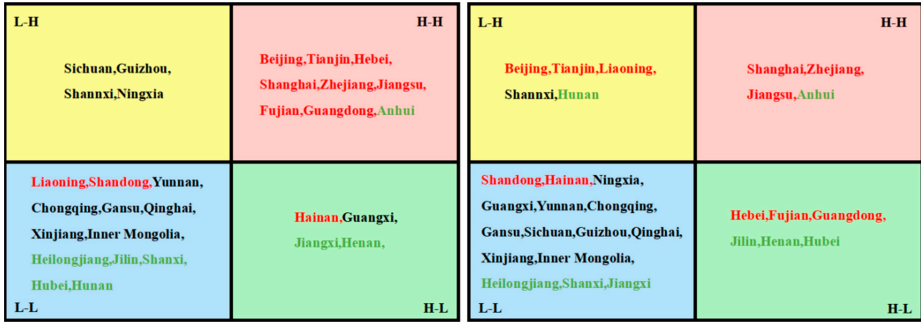 L-H
H-H
Sichuan,Guizhou,
Shannxi,Ningxia
Beijing,Tianjin,Hebei,
Shanghai,Zhejiang,Jiangsu,
Fujian,Guangdong,Anhui
Liaoning,Shandong,Yunnan,
Chongqing,Gansu,Qinghai,
Xinjiang,Inner Mongolia,
Heilongjiang,Jilin,Shanxi,
Hubei,Hunan
Hainan,Guangxi,
Jiangxi,Henan,
L-L
H-L
L-H
H-H
Beijing,Tianjin,Liaoning,
Shannxi,Hunan
Shanghai,Zhejiang,
Jiangsu,Anhui
Shandong,Hainan,Ningxia,
Guangxi,Yunnan,Chongqing,
Gansu,Sichuan,Guizhou,Qinghai,
Xinjiang,Inner Mongolia,
Heilongjiang,Shanxi,Jiangxi
Hebei,Fujian,Guangdong,
Jilin,Henan,Hubei
L-L
H-L